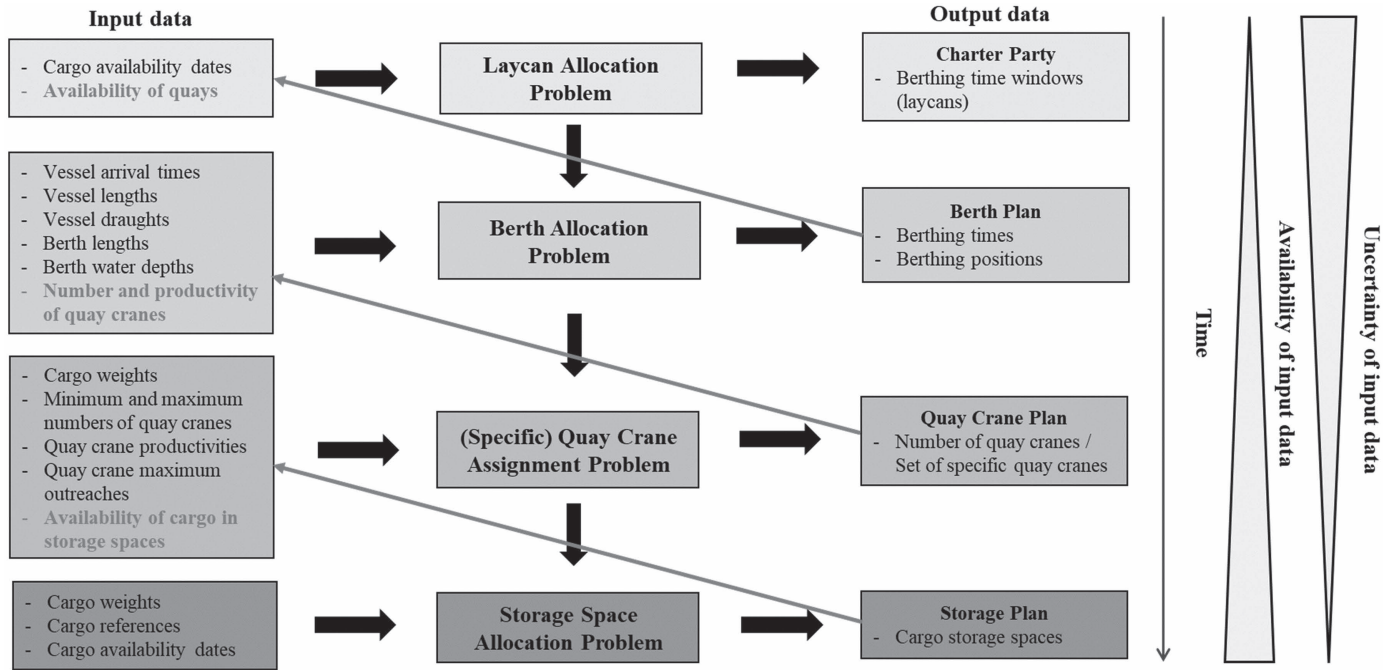 Input data
Output data
- Cargo availability dates
- Availability of quays
Laycan Allocation
Problem
Charter Party
- Berthing time windows
(laycans)
- Vessel arrival times
- Vessel lengths
- Vessel draughts
- Berth lengths
- Berth water depths
- Number and productivity
of quay cranes
Berth Allocation
Problem
Berth Plan
- Berthing times
- Berthing positions
- Cargo weights
- Minimum and maximum
numbers of quay cranes
- Quay crane productivities
- Quay crane maximum
outreaches
- Availability of cargo in
storage spaces
(Specific) Quay Crane
Assignment Problem
Quay Crane Plan
- Number of quay cranes /
Set of specific quay cranes
- Cargo weights
- Cargo references
- Cargo availability dates
Storage Space
Allocation Problem
Storage Plan
- Cargo storage spaces
Time
Availability of input data
Uncertainty of input data